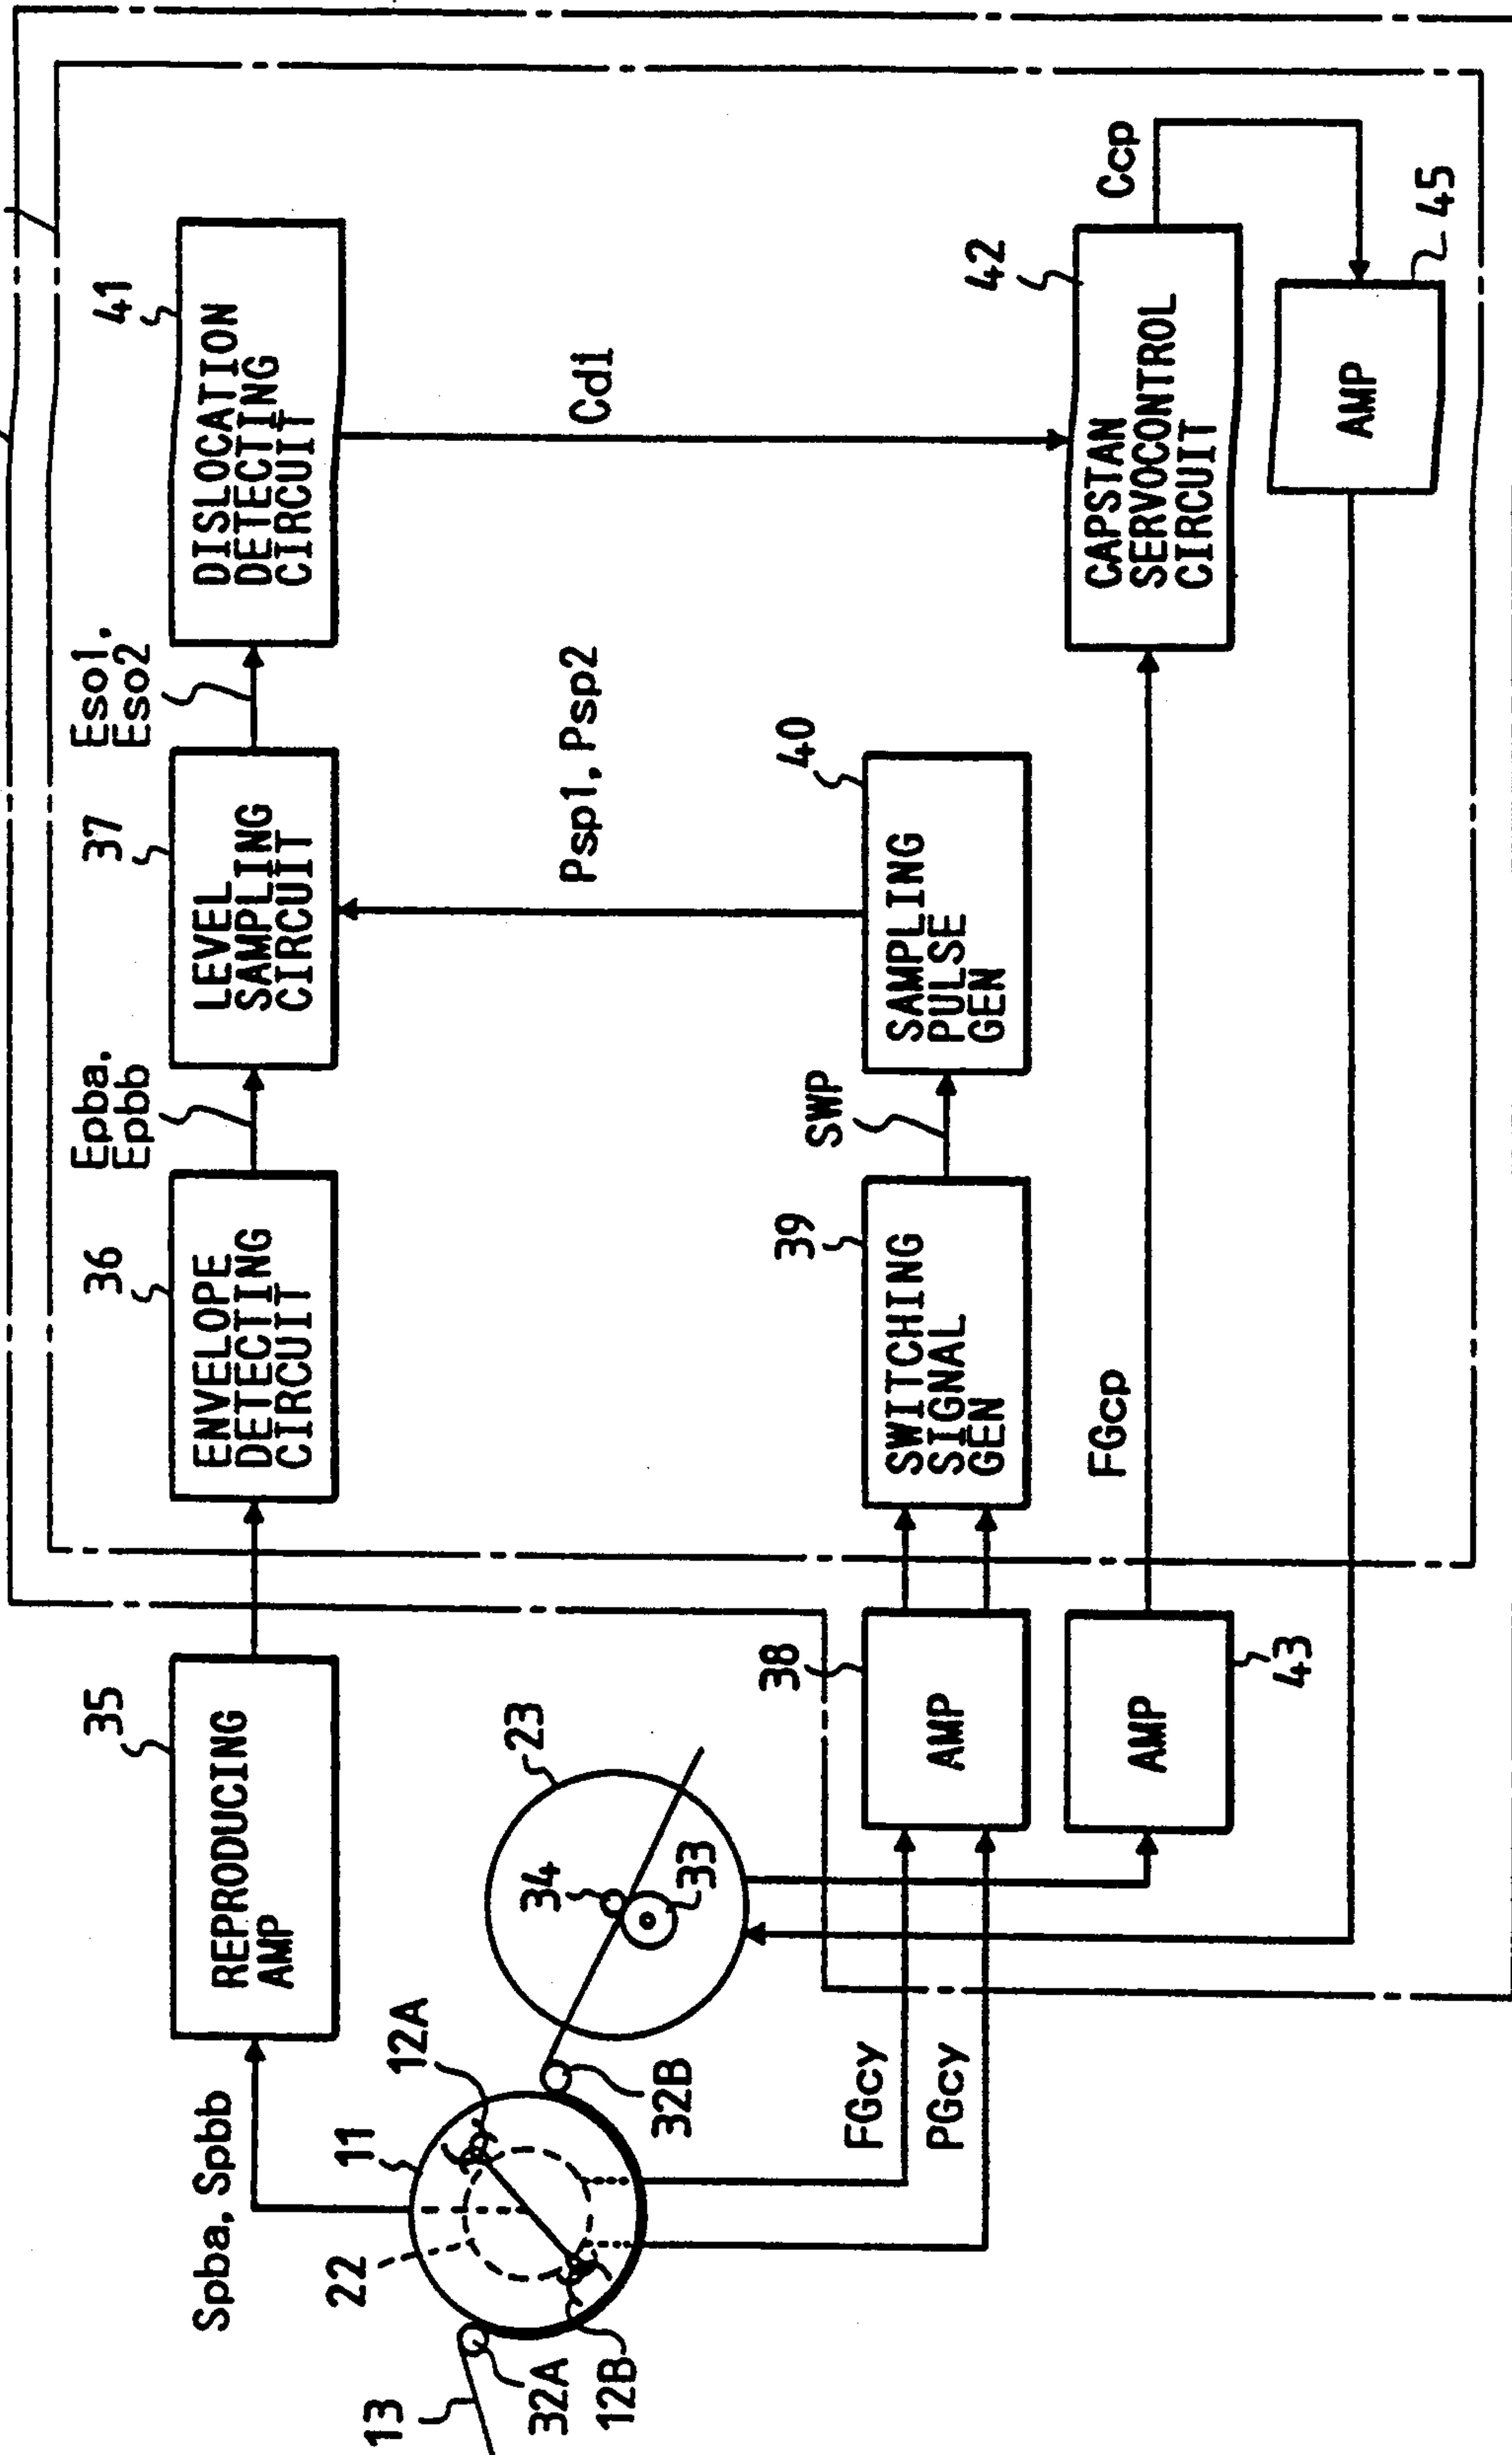 13
32A
12B
22
11
12A
32B
Spba, Spbb
35
REPRODUCING
AMP
23
34
33
FGcy
PGcy
38
AMP
AMP
43
36
ENVELOPE
DETECTING
CIRCUIT
Epba,
Epbb
37
LEVEL
SAMPLING
CIRCUIT
Eso1,
Eso2
41
DISLOCATION
DETECTING
CIRCUIT
39
SWITCHING
SIGNAL
GEN
SWP
40
SAMPLING
PULSE
GEN
Psp1, Psp2
Cdi
FGcp
42
CAPSTAN
SERVOCONTROL
CIRCUIT
Ccp
AMP
45